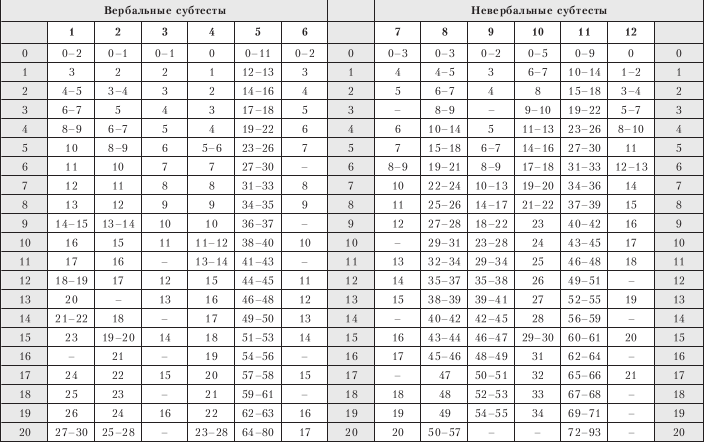 Вербальные субтесты Невербальные субтесты
1 2 3 4 5 6 7 8 9 10 11 12
0 0–2 0–1 0–1 0 0–11 0–2 0 0–3 0–3 0–2 0–5 0–9 0 0
1 3 2 2 1 12–13 3 1 4 4–5 3 6–7 10–14 1–2 1
2 4–5 3–4 3 2 14–16 4 2 5 6–7 4 8 15–18 3–4 2
3 6–7 5 4 3 17–18 5 3 – 8–9 – 9–10 19–22 5–7 3
4 8–9 6–7 5 4 19–22 6 4 6 10–14 5 11–13 23–26 8–10 4
5 10 8–9 6 5–6 23–26 7 5 7 15–18 6–7 14–16 27–30 11 5
6 11 10 7 7 27–30 – 6 8–9 19–21 8–9 17–18 31–33 12–13 6
7 12 11 8 8 31–33 8 7 10 22–24 10–13 19–20 34–36 14 7
8 13 12 9 9 34–35 9 8 11 25–26 14–17 21–22 37–39 15 8
9 14–15 13–14 10 10 36–37 – 9 12 27–28 18–22 23 40–42 16 9
10 16 15 11 11–12 38–40 10 10 – 29–31 23–28 24 43–45 17 10
11 17 16 – 13–14 41–43 – 11 13 32–34 29–34 25 46–48 18 11
12 18–19 17 12 15 44–45 11 12 14 35–37 35–38 26 49–51 – 12
13 20 – 13 16 46–48 12 13 15 38–39 39–41 27 52–55 19 13
14 21–22 18 – 17 49–50 13 14 – 40–42 42–45 28 56–59 – 14
15 23 19–20 14 18 51–53 14 15 16 43–44 46–47 29–30 60–61 20 15
16 – 21 – 19 54–56 – 16 17 45–46 48–49 31 62–64 – 16
17 24 22 15 20 57–58 15 17 – 47 50–51 32 65–66 21 17
18 25 23 – 21 59–61 – 18 18 48 52–53 33 67–68 – 18
19 26 24 16 22 62–63 16 19 19 49 54–55 34 69–71 – 19
20 27–30 25–28 – 23–28 64–80 17 20 20 50–57 – – 72–93 – 20